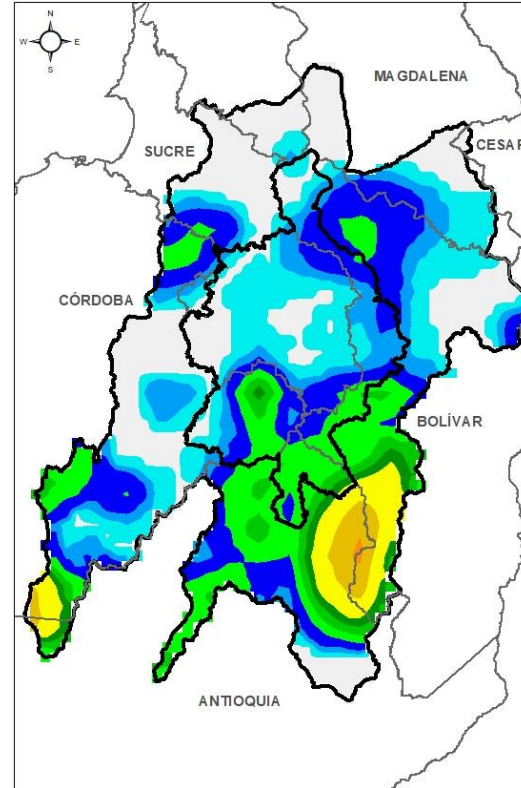 N
W E
S
MAGDALENA
SUCRE
CESAR
CÓRDOBA
BOLÍVAR
ANTIOQUIA